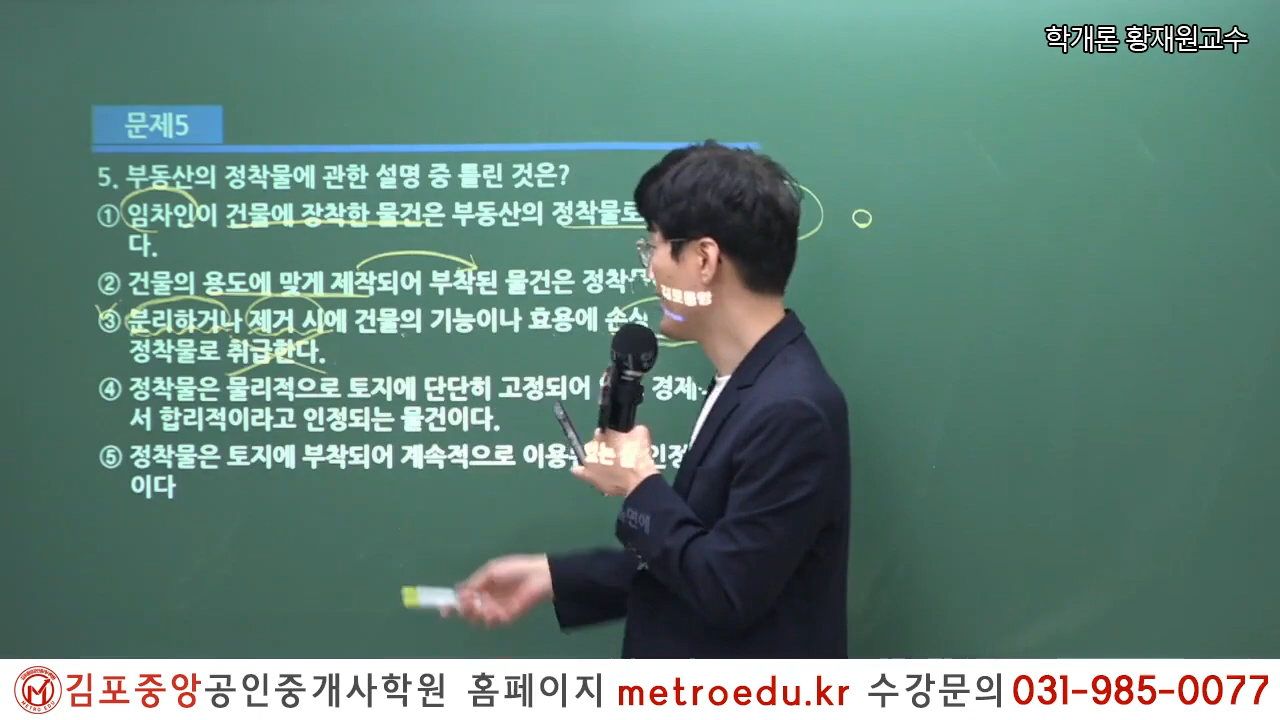 학개론 황재원교수
문제5
5. 부동산의 정착물에 관한 설명 중 틀린 것은?
① 임차인이 건물에 장착한 물건은 부동산의 정착물로
다.
② 건물의 용도에 맞게 제작되어 부착된 물건은
③ 분리하거나 제거 시에 건물의 기능이나 효용에
정착물로 취급한다.
④ 정착물은 물리적으로 토지에 단단히 고정되어
서 합리적이라고 인정되는 물건이다.
⑤ 정착물은 토지에 부착되어 계속적으로
이다
김포중앙공인중개사학원 홈페이지 metroedu.kr 수강문의 031-985-0077